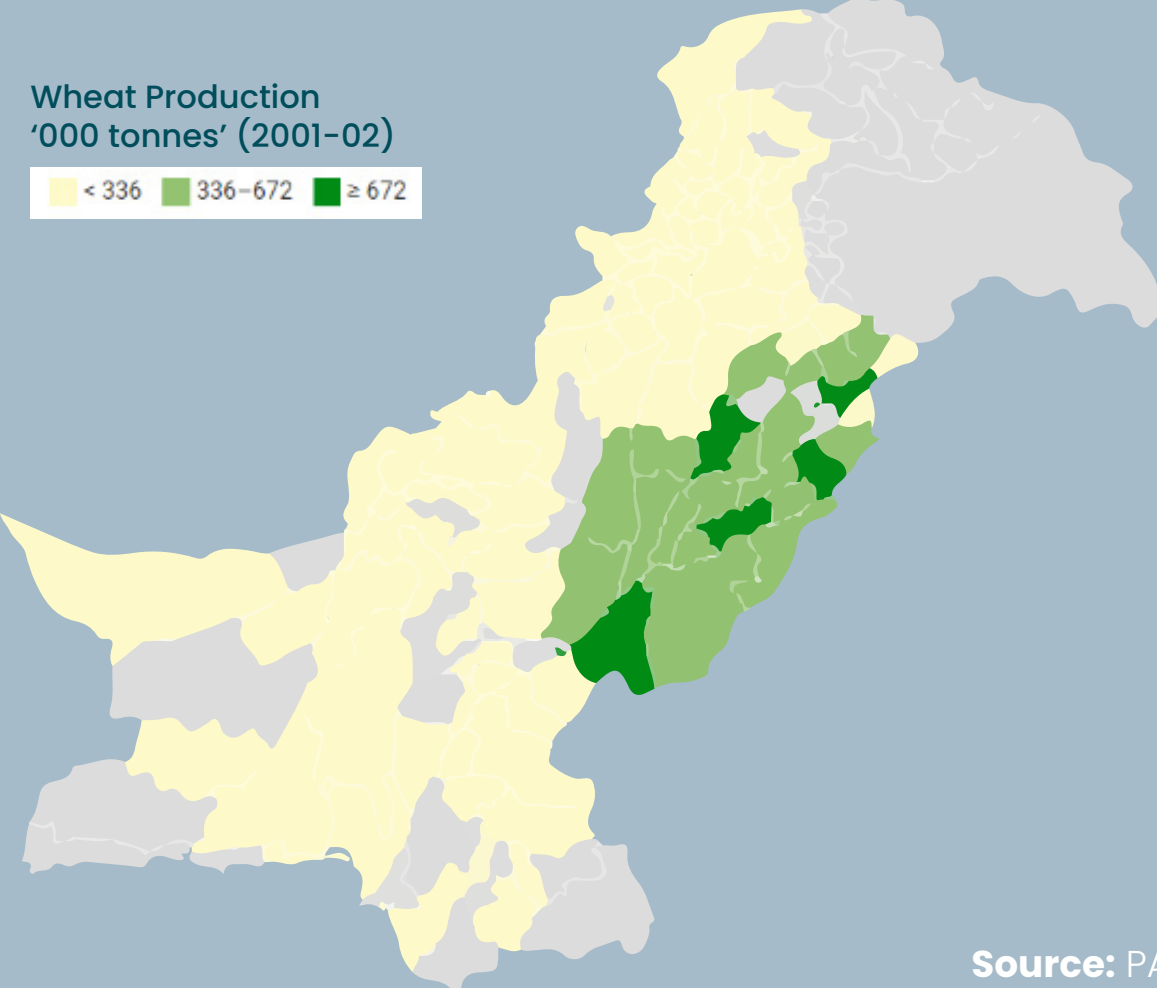 Wheat Production
‘000 tonnes’ (2001-02)
< 336 336-672 ≥ 672
Source: